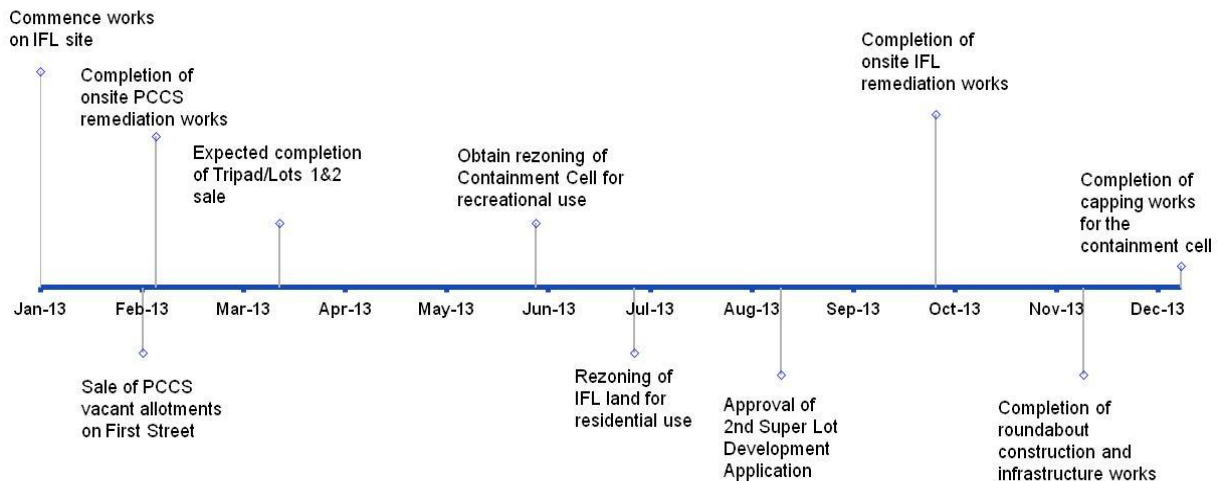 Commence works
on IFL site
Completion of
onsite PCCS
remediation works
Expected completion
of Tripad/Lots 1&2
sale
Obtain rezoning of
Containment Cell for
recreational use
Completion of
onsite IFL
remediation works
Completion of
capping works
for the
containment cell
Jan-13 Feb-13 Mar-13 Apr-13 May-13 Jun-13 Jul-13 Aug-13 Sep-13 Oct-13 Nov-13 Dec-13
Sale of PCCS
vacant allotments
on First Street
Rezoning of
IFL land for
residential use
Approval of
2nd Super Lot
Development
Application
Completion of
roundabout
construction and
infrastructure works